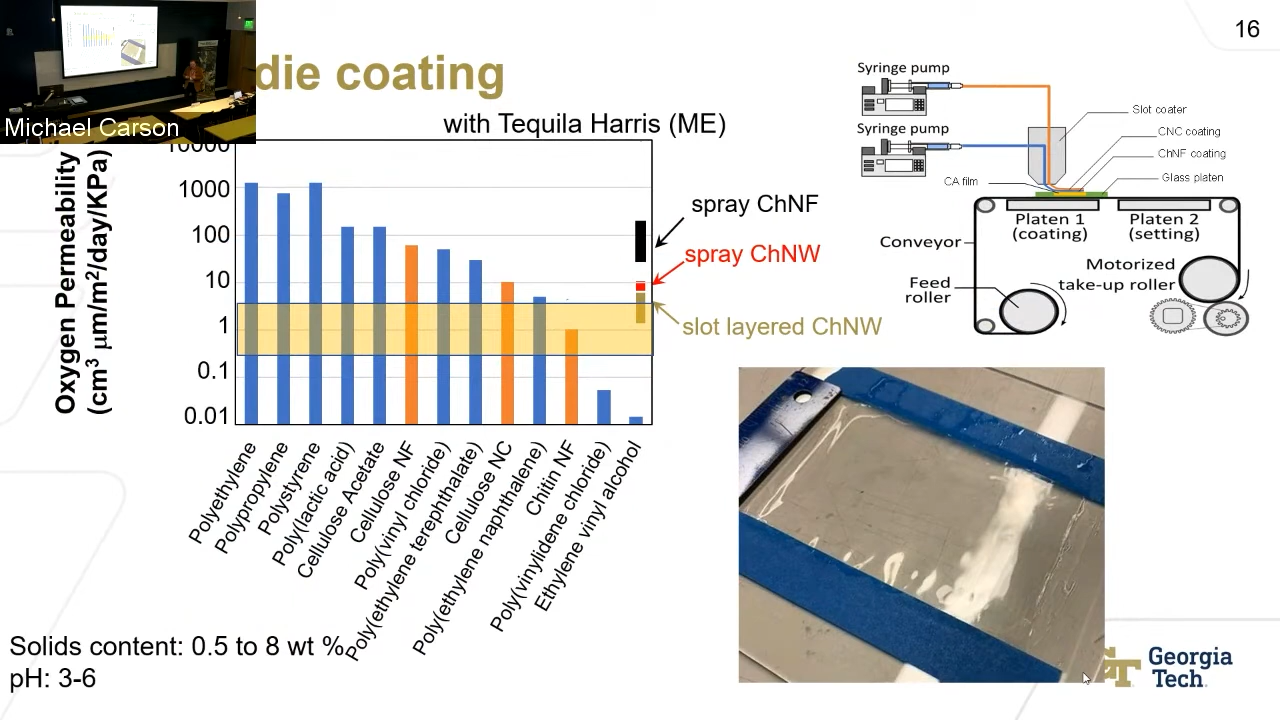 16
die coating
Michael Carson
with Tequila Harris (ME)
Oxygen Permeability
(cm³ μm/m²/day/KPa)
10000
1000
100
10
1
0.1
0.01
spray ChNF
spray ChNW
slot layered ChNW
Polyethylene
Polypropylene
Polystyrene
Poly(lactic acid)
Cellulose Acetate
Cellulose NF
Poly(vinyl chloride)
Poly(ethylene terephthalate)
Cellulose NC
Poly(ethylene naphthalene)
Chitin NF
Poly(vinylidene chloride)
Ethylene vinyl alcohol
Syringe pump
Syringe pump
Slot coater
CNC coating
ChNF coating
CA film
Glass platen
Platen 1
(coating)
Platen 2
(setting)
Conveyor
Motorized
take-up roller
Feed
roller
Solids content: 0.5 to 8 wt %
pH: 3-6
Georgia
Tech